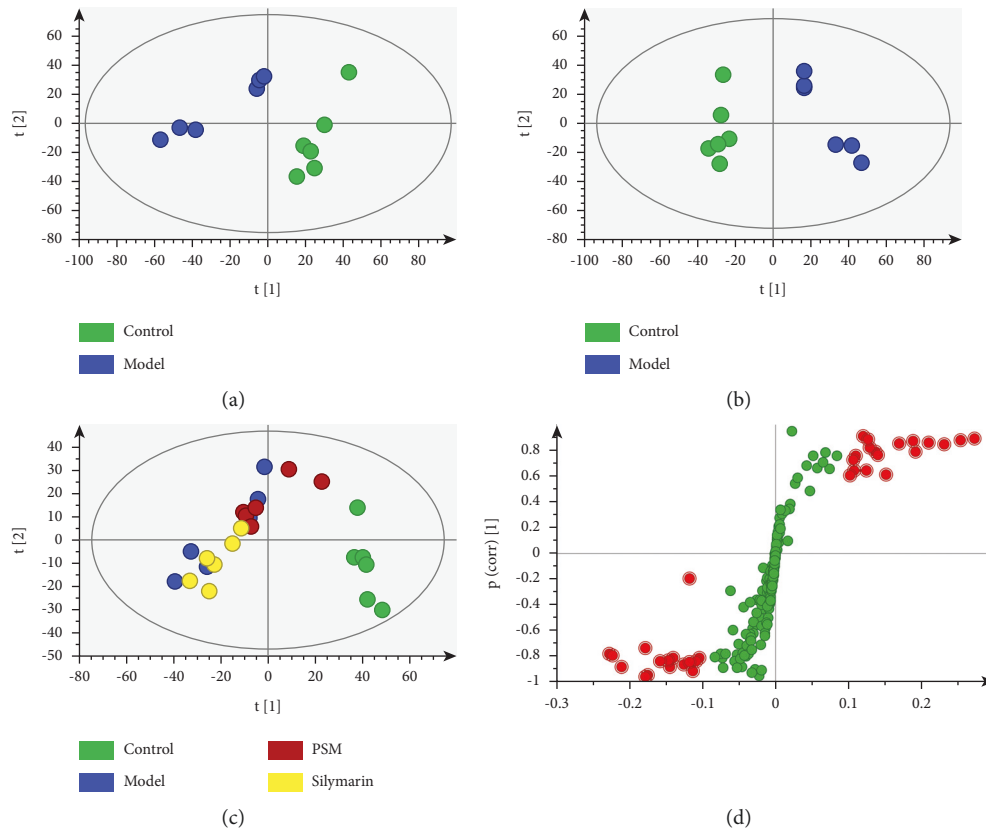 60
40
20
0
-20
-40
-60
-80
t [2]
-100 -80 -60 -40 -20 0 20 40 60 80
t [1]
Control
Model
(a)
60
40
20
0
-20
-40
-60
-80
t [2]
-100 -80 -60 -40 -20 0 20 40 60 80
t [1]
Control
Model
(b)
40
30
20
10
0
-10
-20
-30
-40
-50
t [2]
-80 -60 -40 -20 0 20 40 60
t [1]
Control PSM
Model Silymarin
(c)
0.8
0.6
0.4
0.2
0
-0.2
-0.4
-0.6
-0.8
-1
p (corr) [1]
-0.3 -0.2 -0.1 0 0.1 0.2
(d)